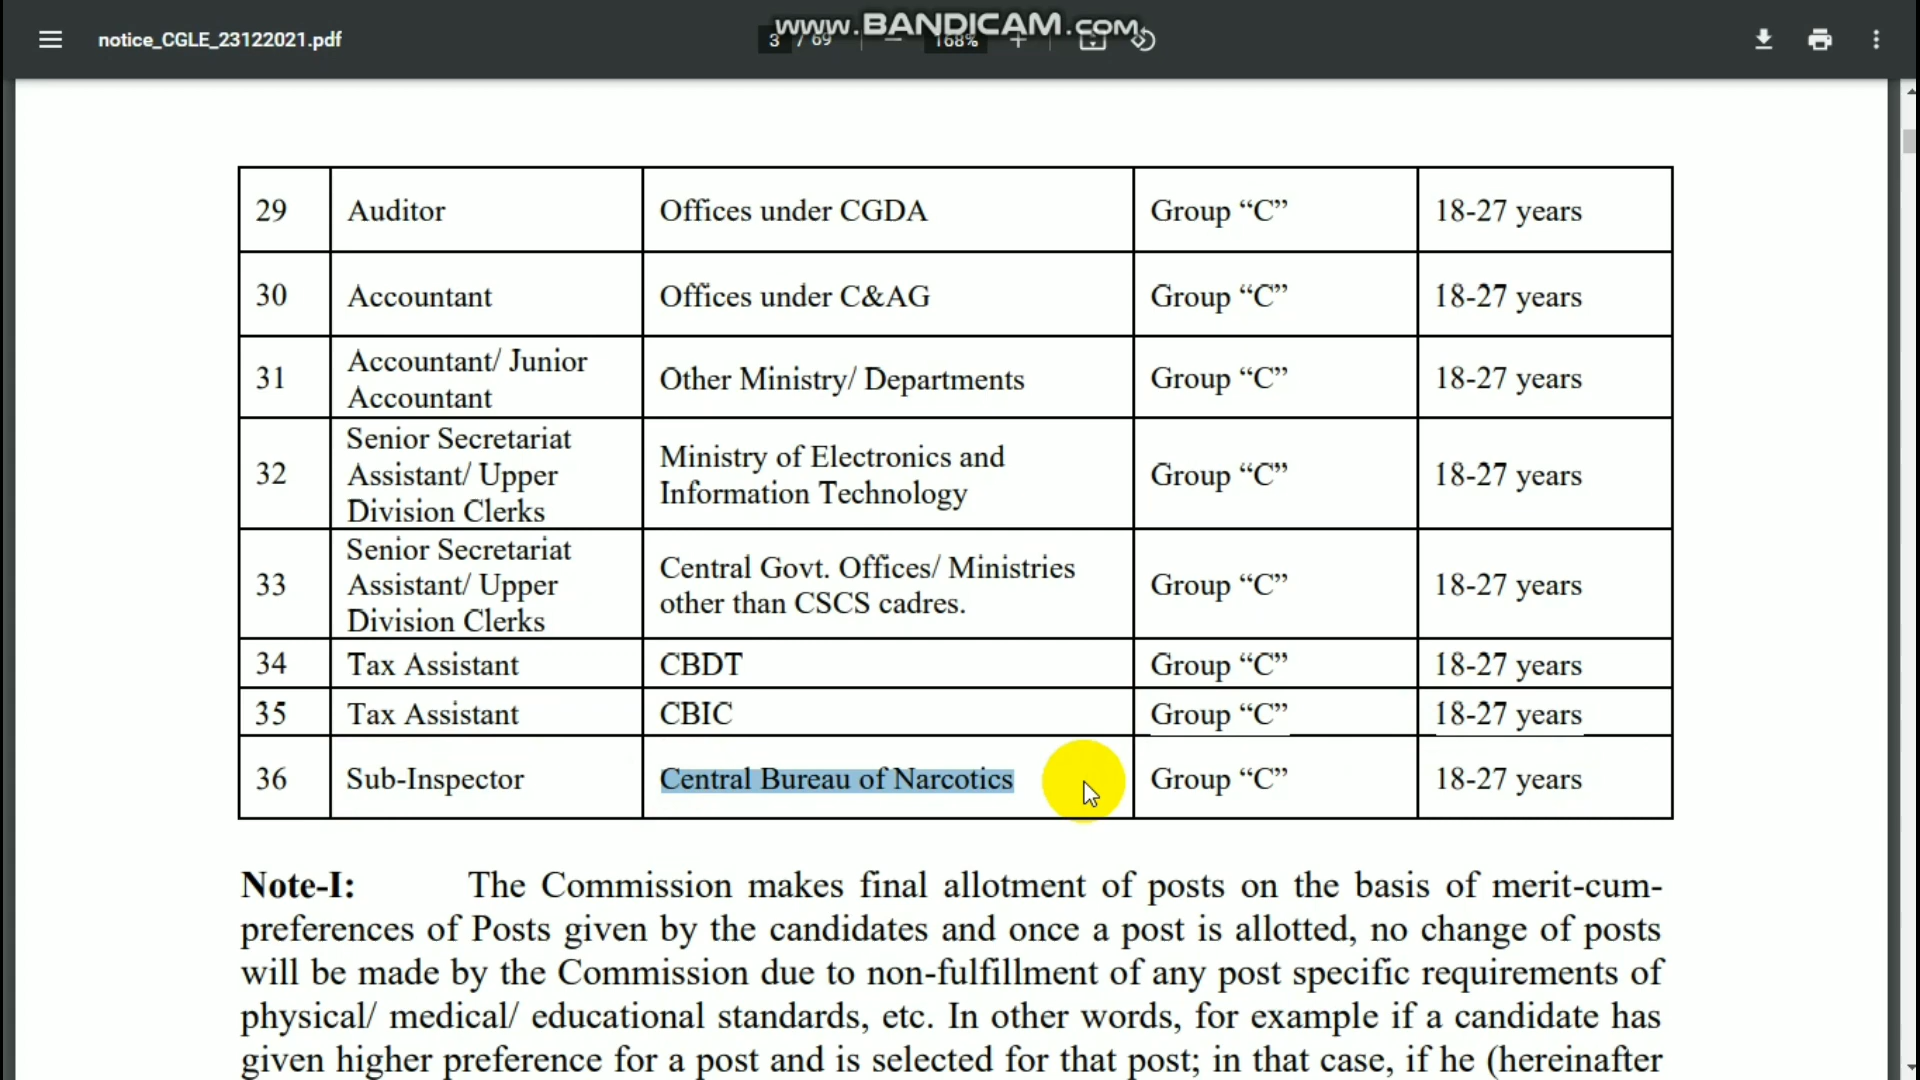 www.BANDICAM.com
notice_CGLE_23122021.pdf
3 / 69
168%
29 Auditor Offices under CGDA Group “C” 18-27 years
30 Accountant Offices under C&AG Group “C” 18-27 years
31 Accountant/ Junior Accountant Other Ministry/ Departments Group “C” 18-27 years
32 Senior Secretariat Assistant/ Upper Division Clerks Ministry of Electronics and Information Technology Group “C” 18-27 years
33 Senior Secretariat Assistant/ Upper Division Clerks Central Govt. Offices/ Ministries other than CSCS cadres. Group “C” 18-27 years
34 Tax Assistant CBDT Group “C” 18-27 years
35 Tax Assistant CBIC Group “C” 18-27 years
36 Sub-Inspector Central Bureau of Narcotics Group “C” 18-27 years
Note-I: The Commission makes final allotment of posts on the basis of merit-cum-
preferences of Posts given by the candidates and once a post is allotted, no change of posts
will be made by the Commission due to non-fulfillment of any post specific requirements of
physical/ medical/ educational standards, etc. In other words, for example if a candidate has
given higher preference for a post and is selected for that post; in that case, if he (hereinafter